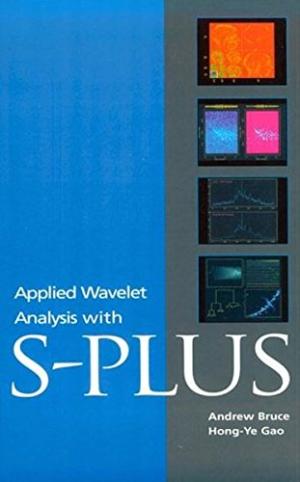 Applied Wavelet
Analysis with
S-PLUS
Andrew Bruce
Hong-Ye Gao